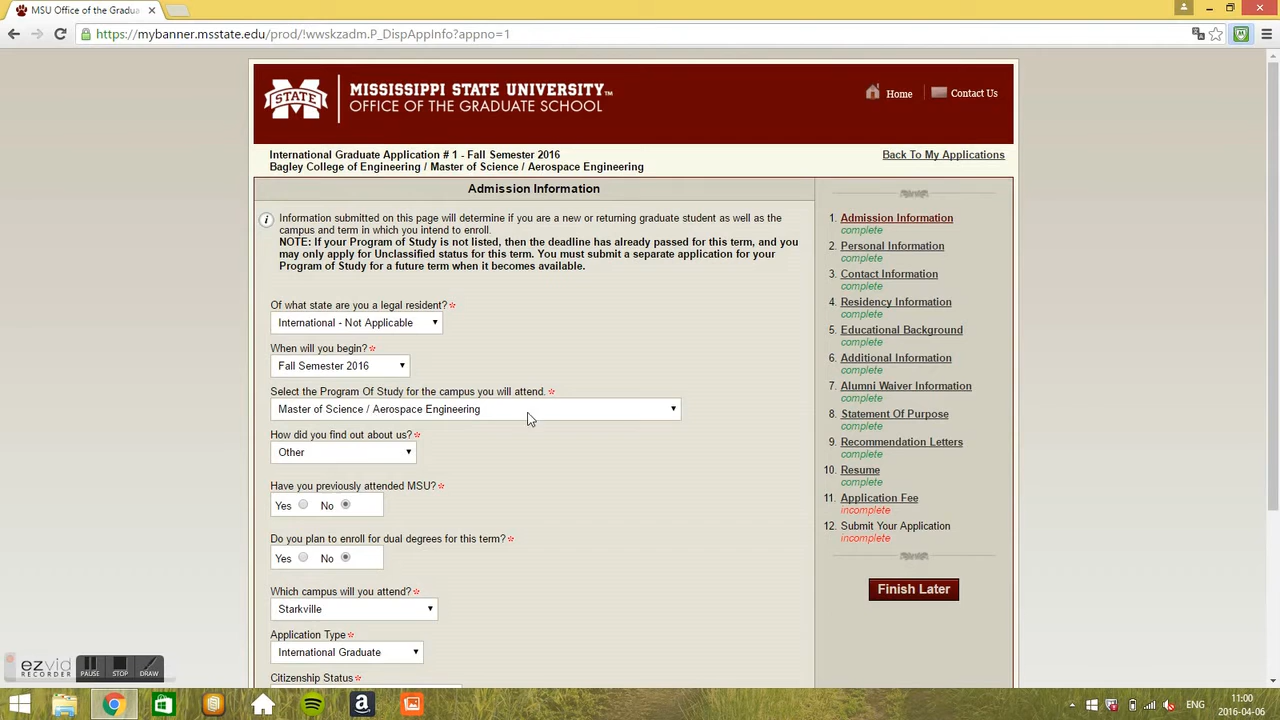 MSU Office of the Gradua
https://mybanner.msstate.edu/prod/!wwskzadm.P_DispAppInfo?appno=1
STATE
MISSISSIPPI STATE UNIVERSITY™
OFFICE OF THE GRADUATE SCHOOL
Home
Contact Us
International Graduate Application # 1 - Fall Semester 2016
Back To My Applications
Bagley College of Engineering / Master of Science / Aerospace Engineering
Admission Information
Information submitted on this page will determine if you are a new or returning graduate student as well as the
campus and term in which you intend to enroll.
NOTE: If your Program of Study is not listed, then the deadline has already passed for this term, and you
may only apply for Unclassified status for this term. You must submit a separate application for your
Program of Study for a future term when it becomes available.
Of what state are you a legal resident?*
International - Not Applicable
When will you begin?*
Fall Semester 2016
Select the Program Of Study for the campus you will attend. *
Master of Science / Aerospace Engineering
How did you find out about us?*
Other
Have you previously attended MSU?*
Yes No
Do you plan to enroll for dual degrees for this term?*
Yes No
Which campus will you attend?*
Starkville
Application Type*
International Graduate
Citizenship Status*
1. Admission Information
complete
2. Personal Information
complete
3. Contact Information
complete
4. Residency Information
complete
5. Educational Background
complete
6. Additional Information
complete
7. Alumni Waiver Information
complete
8. Statement Of Purpose
complete
9. Recommendation Letters
complete
10. Resume
complete
11. Application Fee
incomplete
12. Submit Your Application
incomplete
Finish Later
ezvid
RECORDER
PAUSE
STOP
DRAW
ENG
11:00
2016-04-06